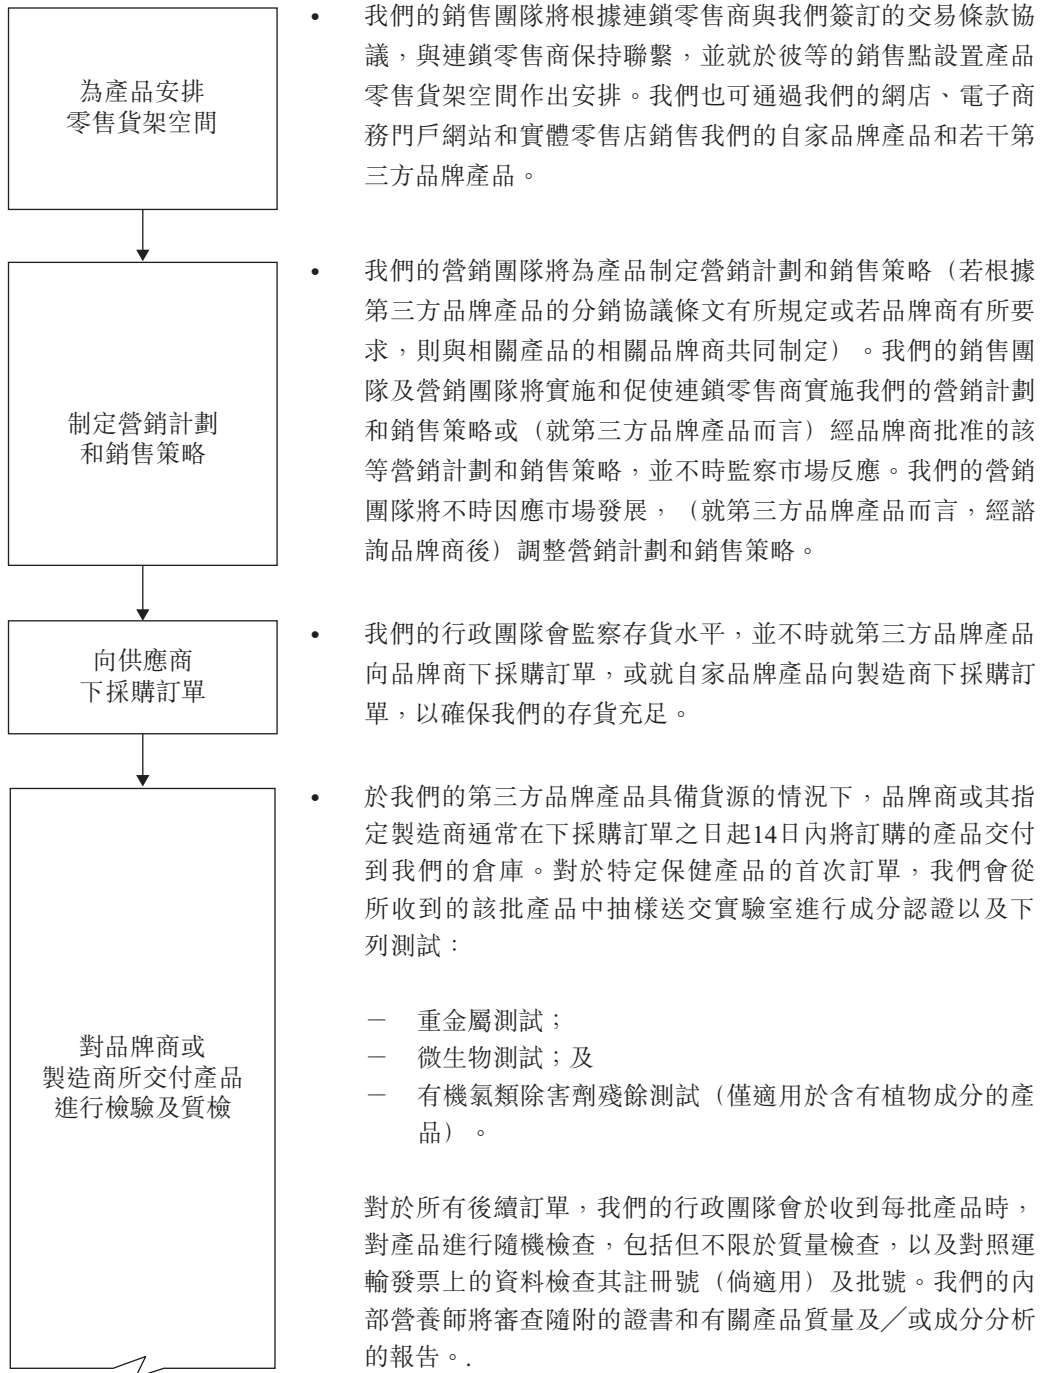 為產品安排
零售貨架空間
• 我們的銷售團隊將根據連鎖零售商與我們簽訂的交易條款協
議，與連鎖零售商保持聯繫，並就於彼等的銷售點設置產品
零售貨架空間作出安排。我們也可通過我們的網店、電子商
務門戶網站和實體零售店銷售我們的自家品牌產品和若干第
三方品牌產品。
制定營銷計劃
和銷售策略
• 我們的營銷團隊將為產品制定營銷計劃和銷售策略（若根據
第三方品牌產品的分銷協議條文有所規定或若品牌商有所要
求，則與相關產品的相關品牌商共同制定）。我們的銷售團
隊及營銷團隊將實施和促使連鎖零售商實施我們的營銷計劃
和銷售策略或（就第三方品牌產品而言）經品牌商批准的該
等營銷計劃和銷售策略，並不時監察市場反應。我們的營銷
團隊將不時因應市場發展，（就第三方品牌產品而言，經諮
詢品牌商後）調整營銷計劃和銷售策略。
向供應商
下採購訂單
• 我們的行政團隊會監察存貨水平，並不時就第三方品牌產品
向品牌商下採購訂單，或就自家品牌產品向製造商下採購訂
單，以確保我們的存貨充足。
對品牌商或
製造商所交付產品
進行檢驗及質檢
• 於我們的第三方品牌產品具備貨源的情況下，品牌商或其指
定製造商通常在下採購訂單之日起14日內將訂購的產品交付
到我們的倉庫。對於特定保健產品的首次訂單，我們會從
所收到的該批產品中抽樣送交實驗室進行成分認證以及下
列測試：
－ 重金屬測試；
－ 微生物測試；及
－ 有機氯類除害劑殘餘測試（僅適用於含有植物成分的產
品）。
對於所有後續訂單，我們的行政團隊會於收到每批產品時，
對產品進行隨機檢查，包括但不限於質量檢查，以及對照運
輸發票上的資料檢查其註冊號（倘適用）及批號。我們的內
部營養師將審查隨附的證書和有關產品質量及╱或成分分析
的報告。.